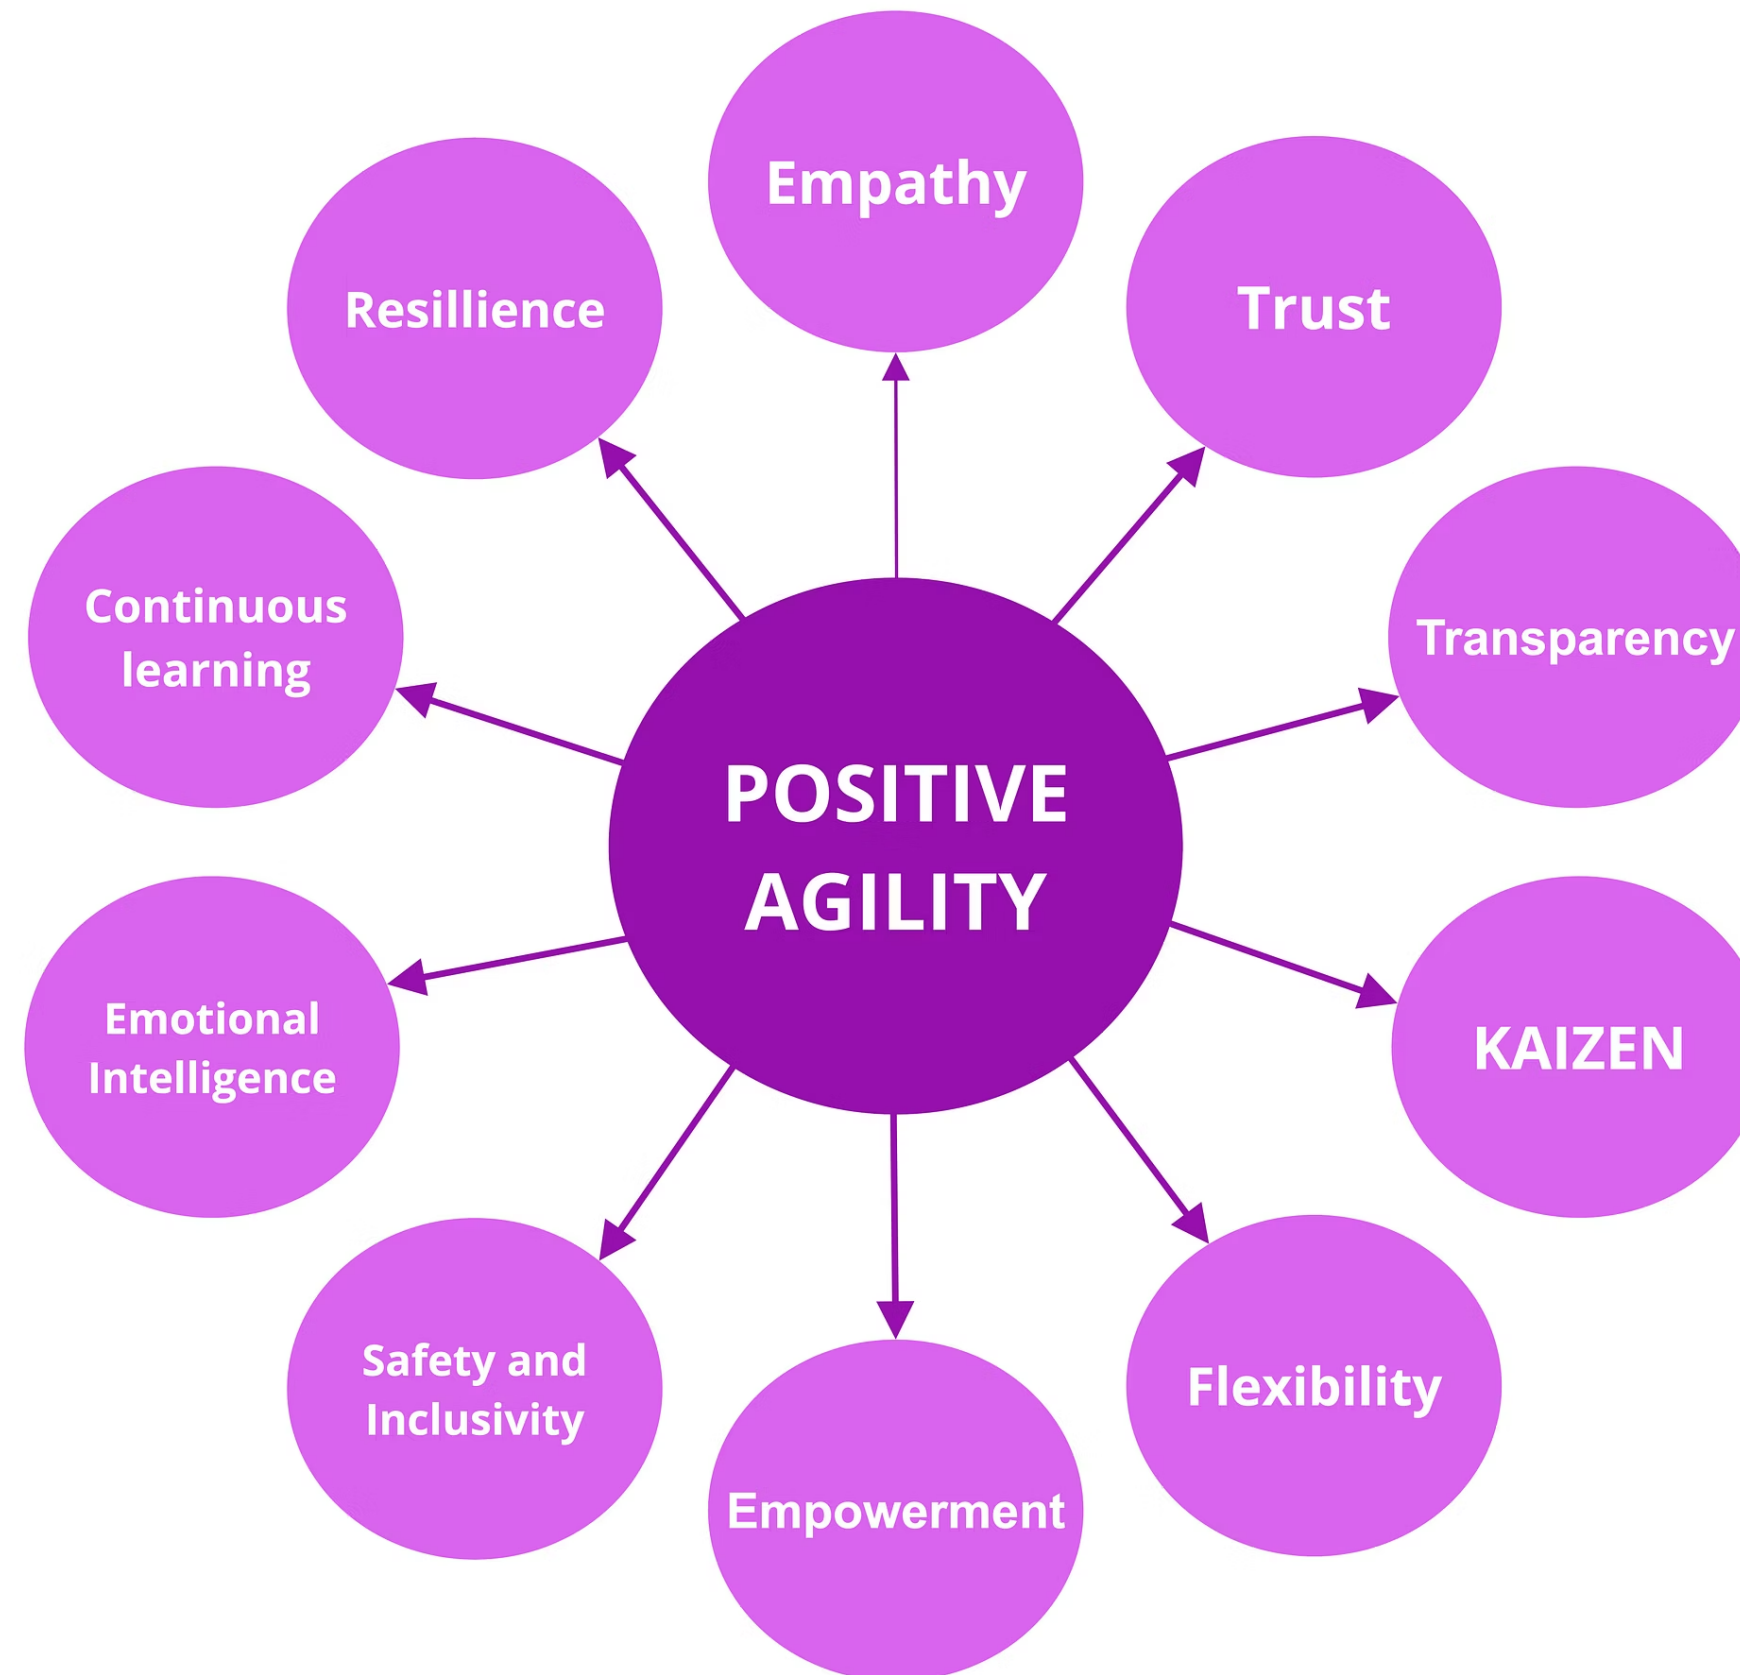 Empathy
Trust
Transparency
KAIZEN
Flexibility
Empowerment
Safety and
Inclusivity
Emotional
Intelligence
Continuous
learning
Resillience
POSITIVE
AGILITY